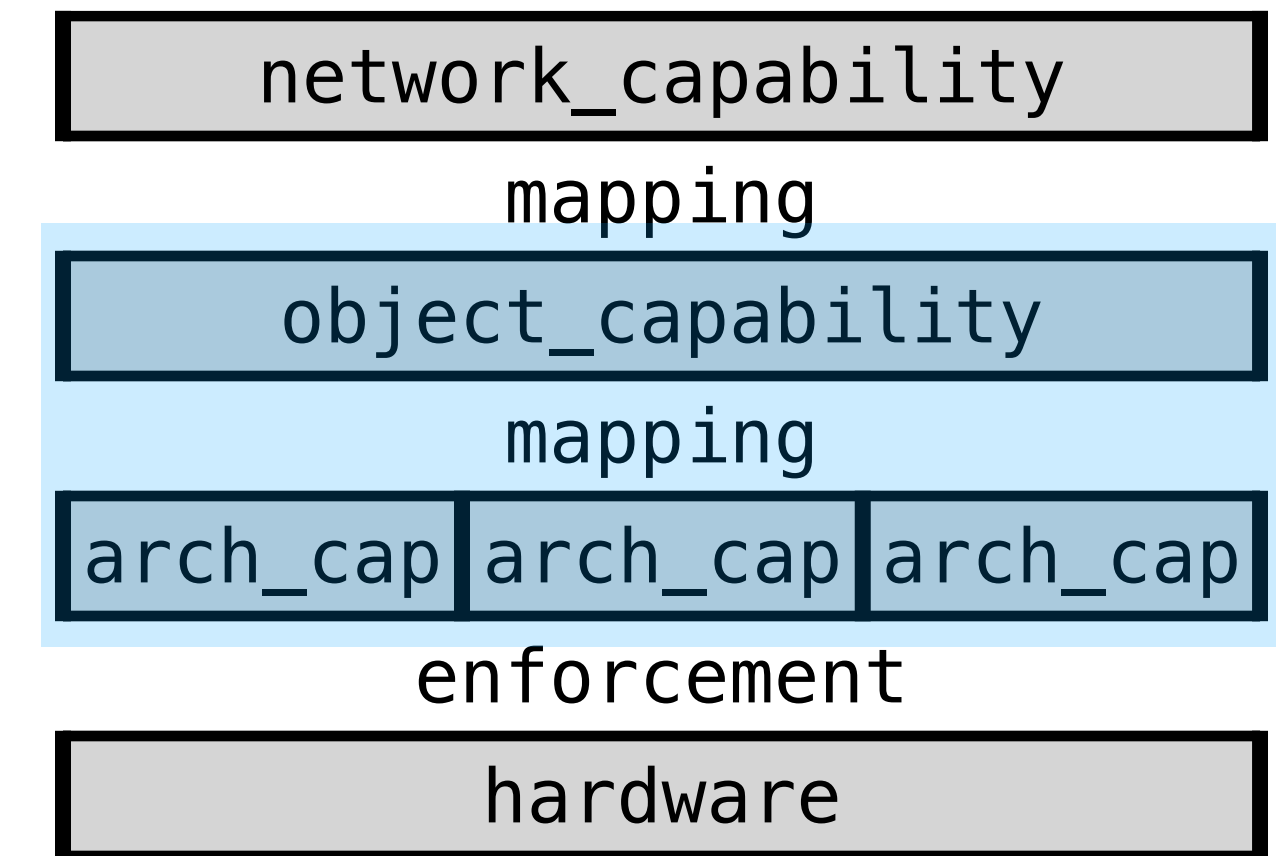 network_capability
mapping
object_capability
mapping
arch_cap arch_cap arch_cap
enforcement
hardware